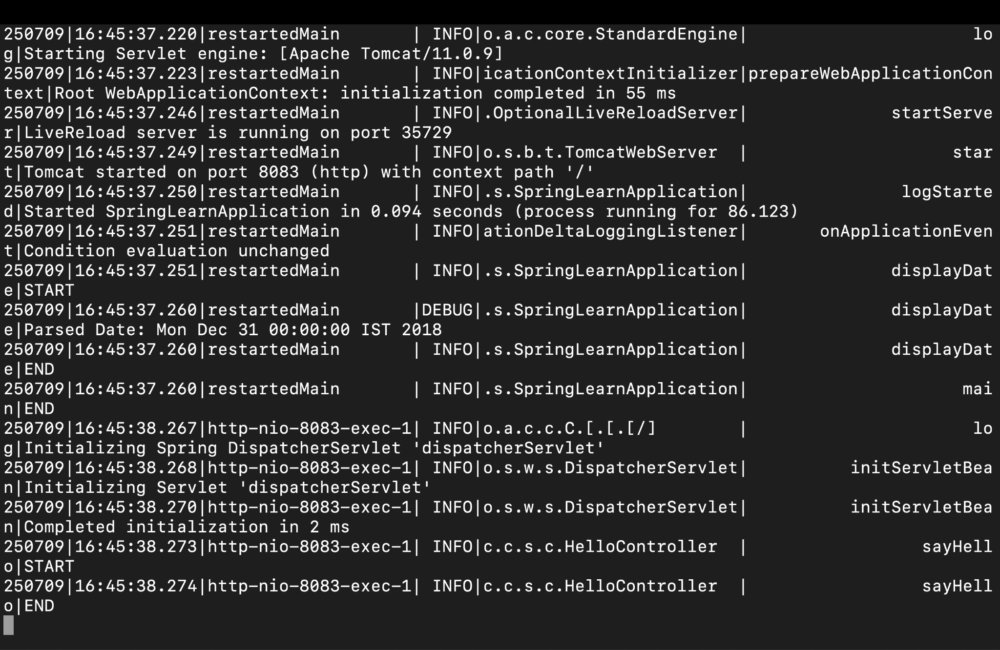 250709|16:45:37.220|restartedMain       | INFO|o.a.c.core.StandardEngine|                      lo
g|Starting Servlet engine: [Apache Tomcat/11.0.9]
250709|16:45:37.223|restartedMain       | INFO|icationContextInitializer|prepareWebApplicationCon
text|Root WebApplicationContext: initialization completed in 55 ms
250709|16:45:37.246|restartedMain       | INFO|.OptionalLiveReloadServer|              startServe
r|LiveReload server is running on port 35729
250709|16:45:37.249|restartedMain       | INFO|o.s.b.t.TomcatWebServer  |                    star
t|Tomcat started on port 8083 (http) with context path '/'
250709|16:45:37.250|restartedMain       | INFO|.s.SpringLearnApplication|               logStarte
d|Started SpringLearnApplication in 0.094 seconds (process running for 86.123)
250709|16:45:37.251|restartedMain       | INFO|ationDeltaLoggingListener|       onApplicationEven
t|Condition evaluation unchanged
250709|16:45:37.251|restartedMain       | INFO|.s.SpringLearnApplication|              displayDat
e|START
250709|16:45:37.260|restartedMain       |DEBUG|.s.SpringLearnApplication|              displayDat
e|Parsed Date: Mon Dec 31 00:00:00 IST 2018
250709|16:45:37.260|restartedMain       | INFO|.s.SpringLearnApplication|              displayDat
e|END
250709|16:45:37.260|restartedMain       | INFO|.s.SpringLearnApplication|                     mai
n|END
250709|16:45:38.267|http-nio-8083-exec-1| INFO|o.a.c.c.C.[.[.[/]        |                      lo
g|Initializing Spring DispatcherServlet 'dispatcherServlet'
250709|16:45:38.268|http-nio-8083-exec-1| INFO|o.s.w.s.DispatcherServlet|          initServletBea
n|Initializing Servlet 'dispatcherServlet'
250709|16:45:38.270|http-nio-8083-exec-1| INFO|o.s.w.s.DispatcherServlet|          initServletBea
n|Completed initialization in 2 ms
250709|16:45:38.273|http-nio-8083-exec-1| INFO|c.c.s.c.HelloController  |                 sayHell
o|START
250709|16:45:38.274|http-nio-8083-exec-1| INFO|c.c.s.c.HelloController  |                 sayHell
o|END